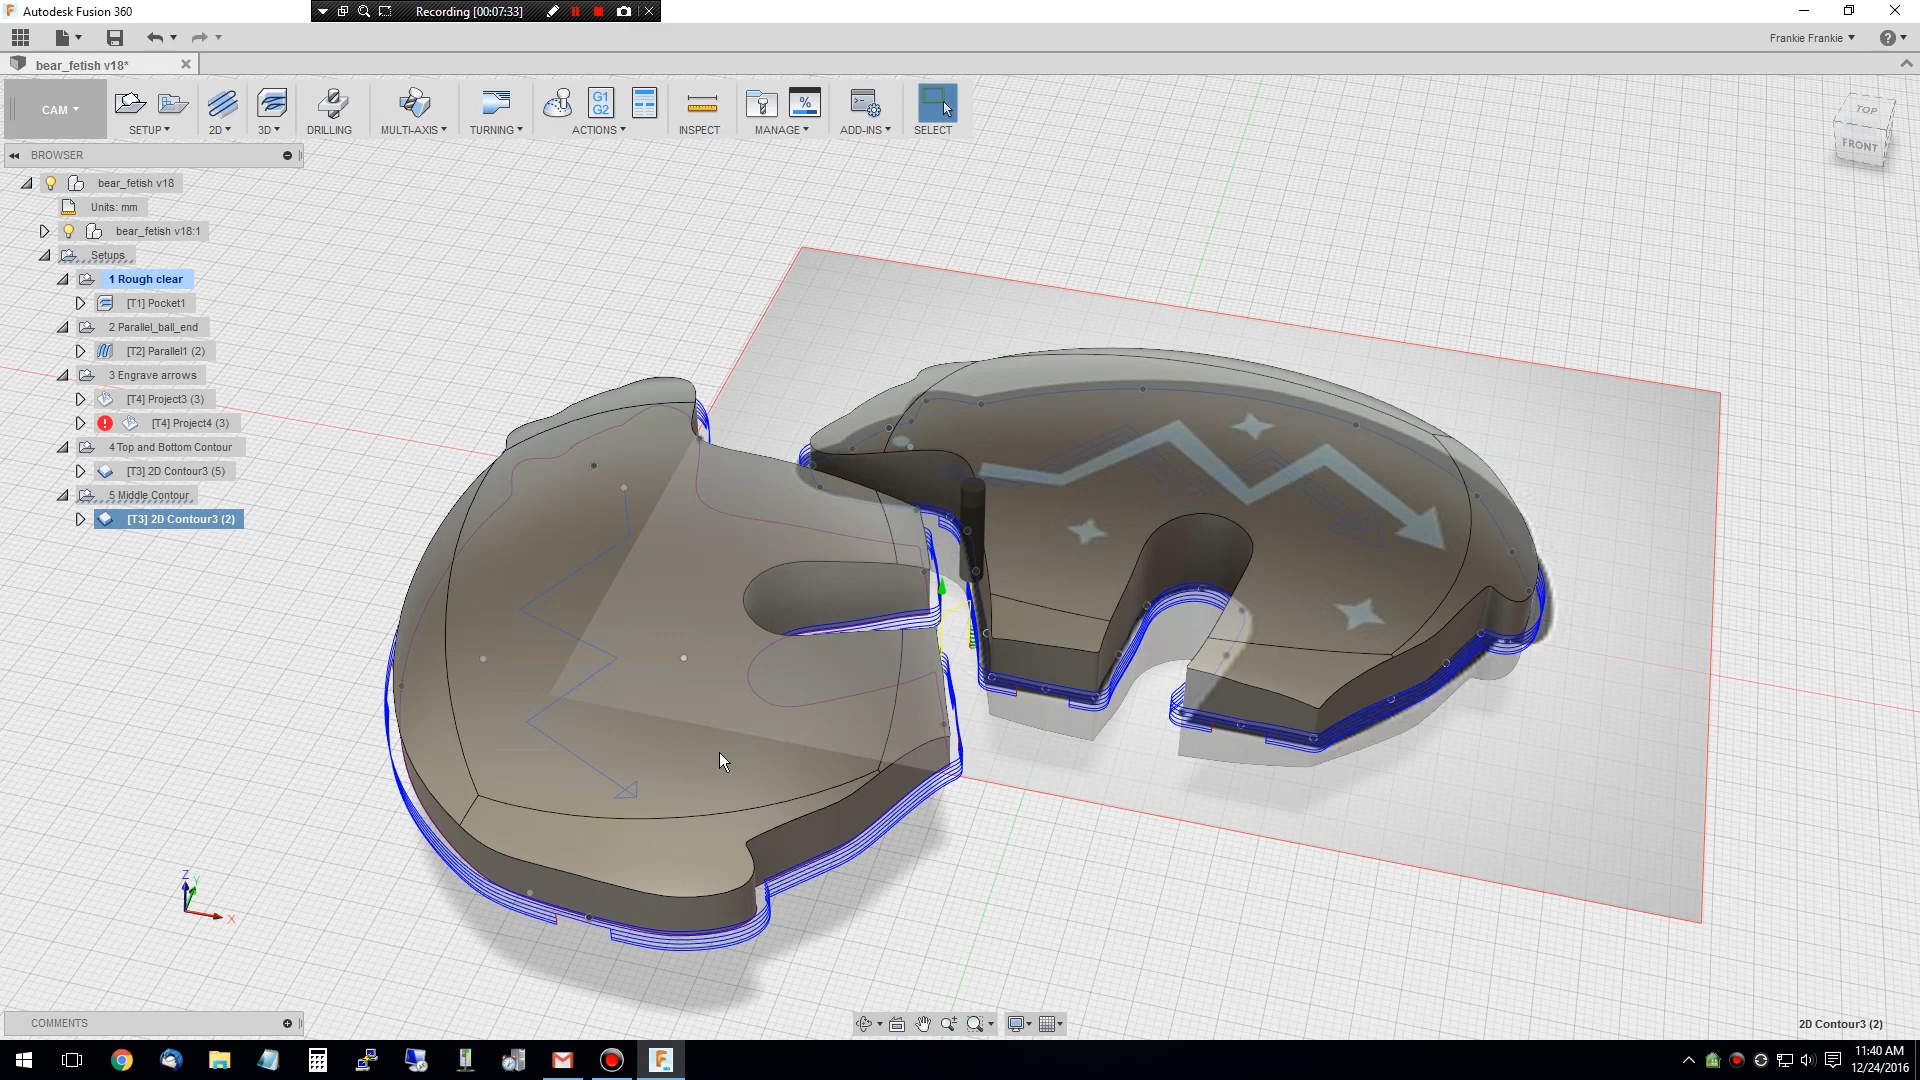 Autodesk Fusion 360
Recording [00:07:33]
Frankie Frankie
bear_fetish v18*
CAM
SETUP
2D
3D
DRILLING
MULTI-AXIS
TURNING
G1
G2
ACTIONS
INSPECT
%
MANAGE
ADD-INS
SELECT
TOP
FRONT
BROWSER
bear_fetish v18
Units: mm
bear_fetish v18:1
Setups
1 Rough clear
[T1] Pocket1
2 Parallel_ball_end
[T2] Parallel1 (2)
3 Engrave arrows
[T4] Project3 (3)
[T4] Project4 (3)
4 Top and Bottom Contour
[T3] 2D Contour3 (5)
5 Middle Contour
[T3] 2D Contour3 (2)
Z
Y
X
COMMENTS
2D Contour3 (2)
11:40 AM
12/24/2016